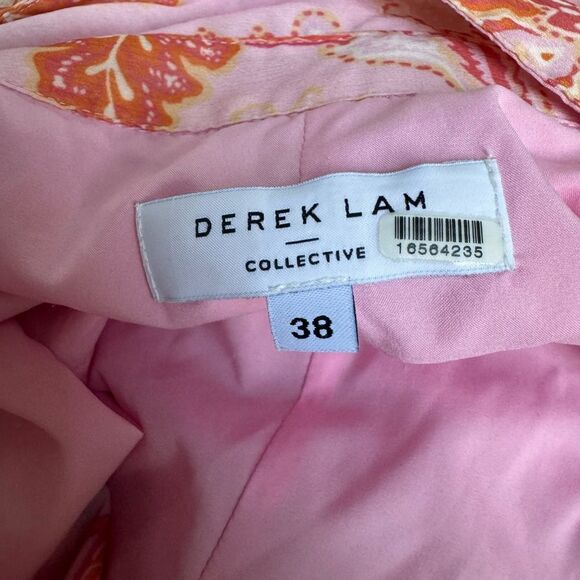 DEREK LAM
COLLECTIVE
16564235
38